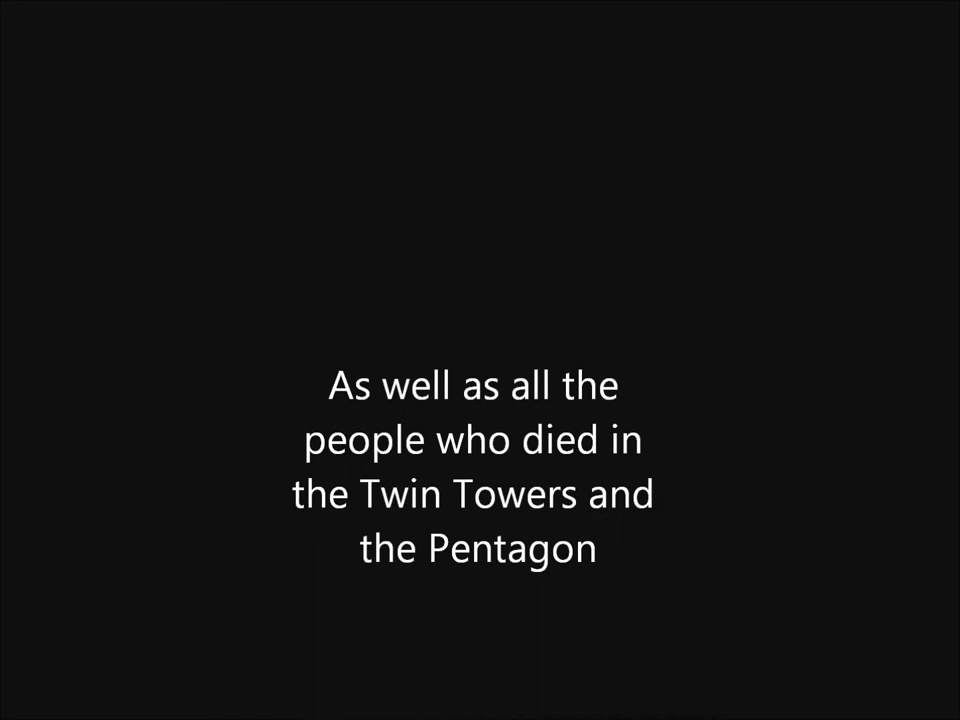 As well as all the
people who died in
the Twin Towers and
the Pentagon